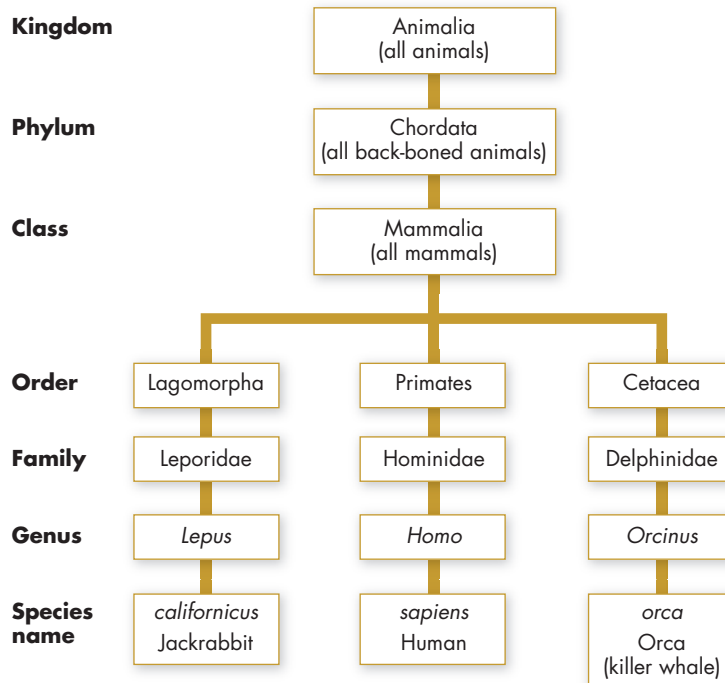 Kingdom
Animalia
(all animals)
Phylum
Chordata
(all back-boned animals)
Class
Mammalia
(all mammals)
Order
Lagomorpha
Primates
Cetacea
Family
Leporidae
Hominidae
Delphinidae
Genus
Lepus
Homo
Orcinus
Species
name
californicus
Jackrabbit
sapiens
Human
orca
Orca
(killer whale)